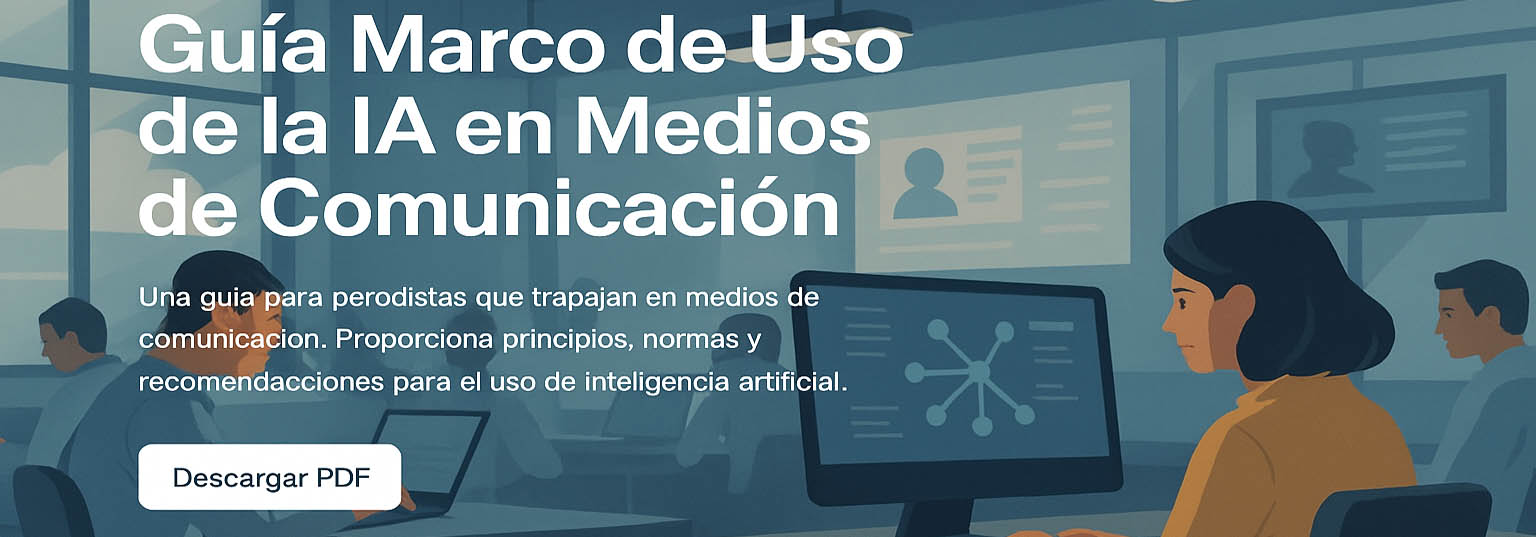 Guía Marco de Uso
de la IA en Medios
de Comunicación
Una guia para perodistas que trapajan en medios de
comunicacion. Proporciona principios, normas y
recomendacciones para el uso de inteligencia artificial.
Descargar PDF